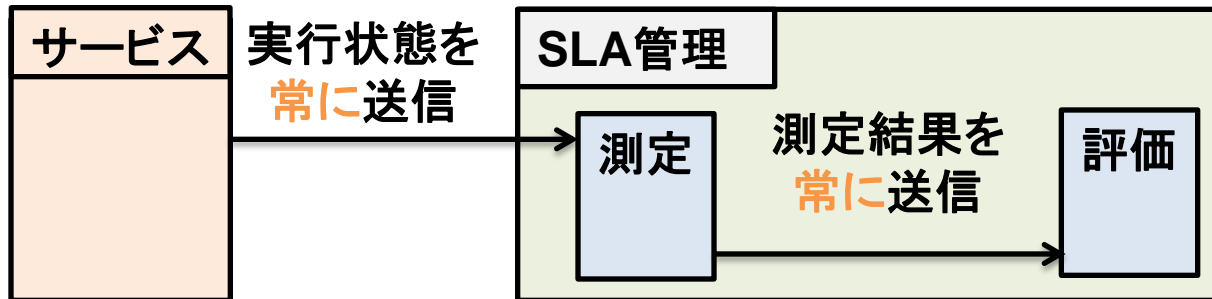 サービス
実行状態を
常に送信
SLA管理
測定
測定結果を
常に送信
評価